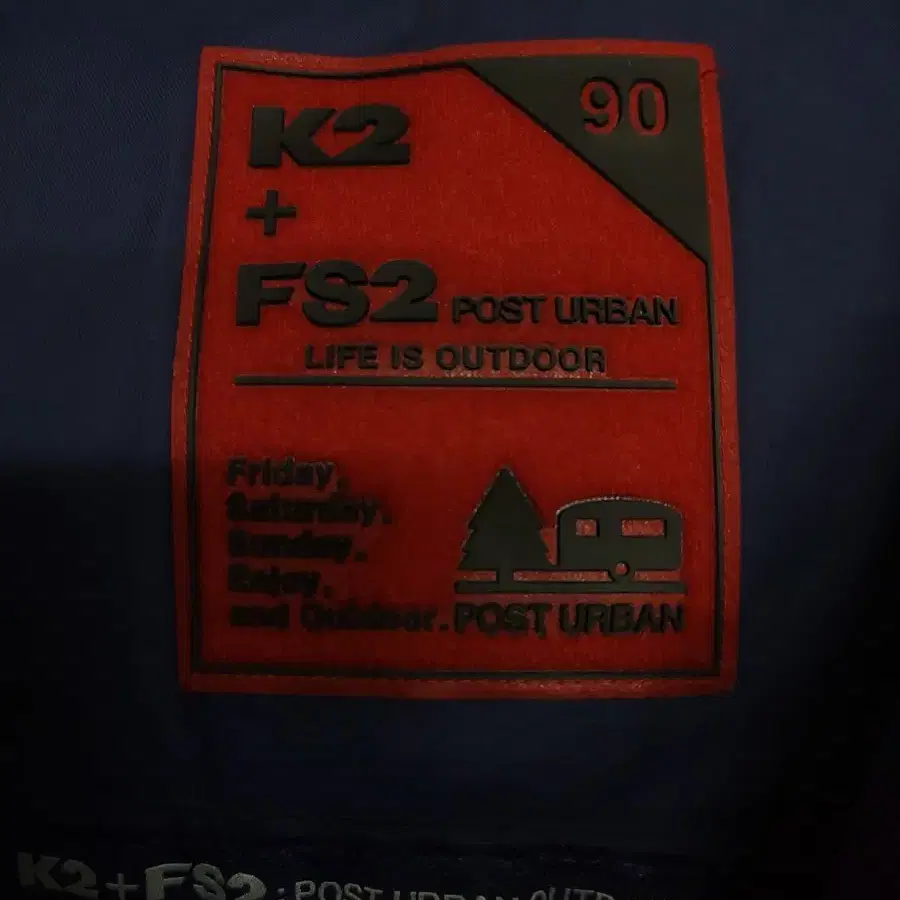 90
K2
+
FS2 POST URBAN
LIFE IS OUTDOOR
Friday,
Saturday,
Sunday,
Enjoy,
and Outdoor.
POST URBAN
K2+FS2: POST URBAN